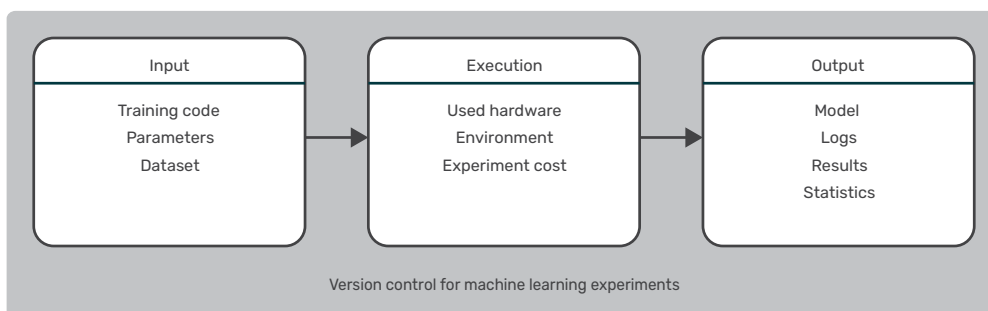 Input
Training code
Parameters
Dataset
Execution
Used hardware
Environment
Experiment cost
Output
Model
Logs
Results
Statistics
Version control for machine learning experiments